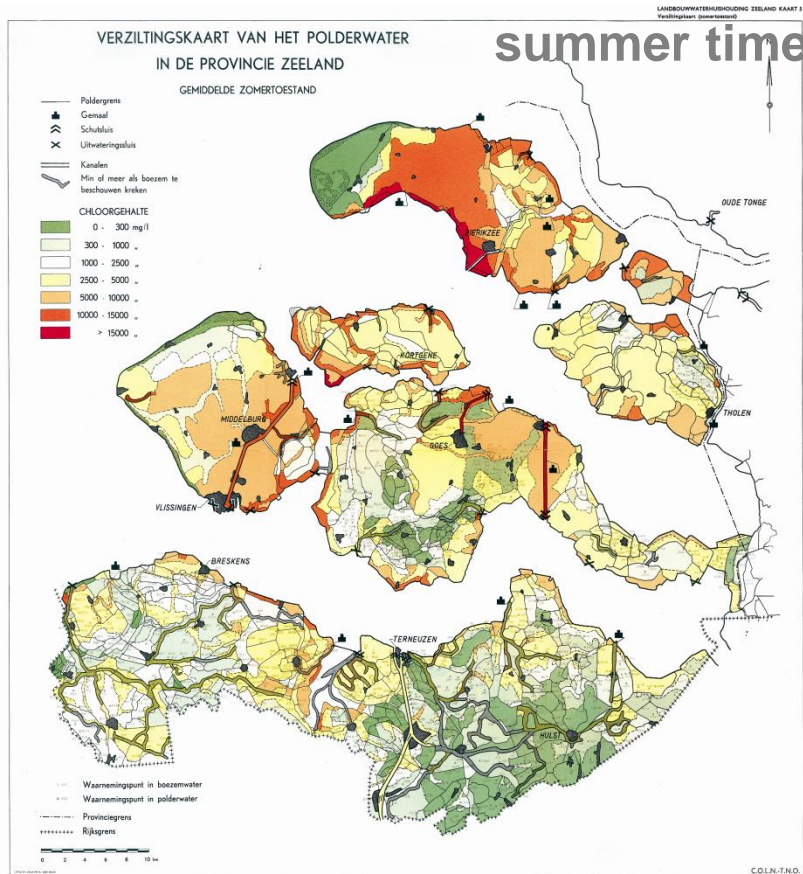 LANDBOUWWATERHUISHOUDING ZEELAND KAART 5
Verziltingskaart (zomertoestand)
summer time
VERZILTINGSKAART VAN HET POLDERWATER
IN DE PROVINCIE ZEELAND
GEMIDDELDE ZOMERTOESTAND
N
Poldergrens
Gemaal
Schutsluis
Uitwateringssluis
Kanalen
Min of meer als boezem te
beschouwen kreken
CHLOORGEHALTE
0 - 300 mg/l
300 - 1000 „
1000 - 2500 „
2500 - 5000 „
5000 - 10000 „
10000 - 15000 „
> 15000 „
OUDE TONGE
ZIERIKZEE
KORTGENE
MIDDELBURG
THOLEN
GOES
VLISSINGEN
BRESKENS
TERNEUZEN
HULST
Waarnemingspunt in boezemwater
Waarnemingspunt in polderwater
Provinciegrens
Rijksgrens
0 2 4 6 8 10 km
C.O.L.N.-T.N.O.